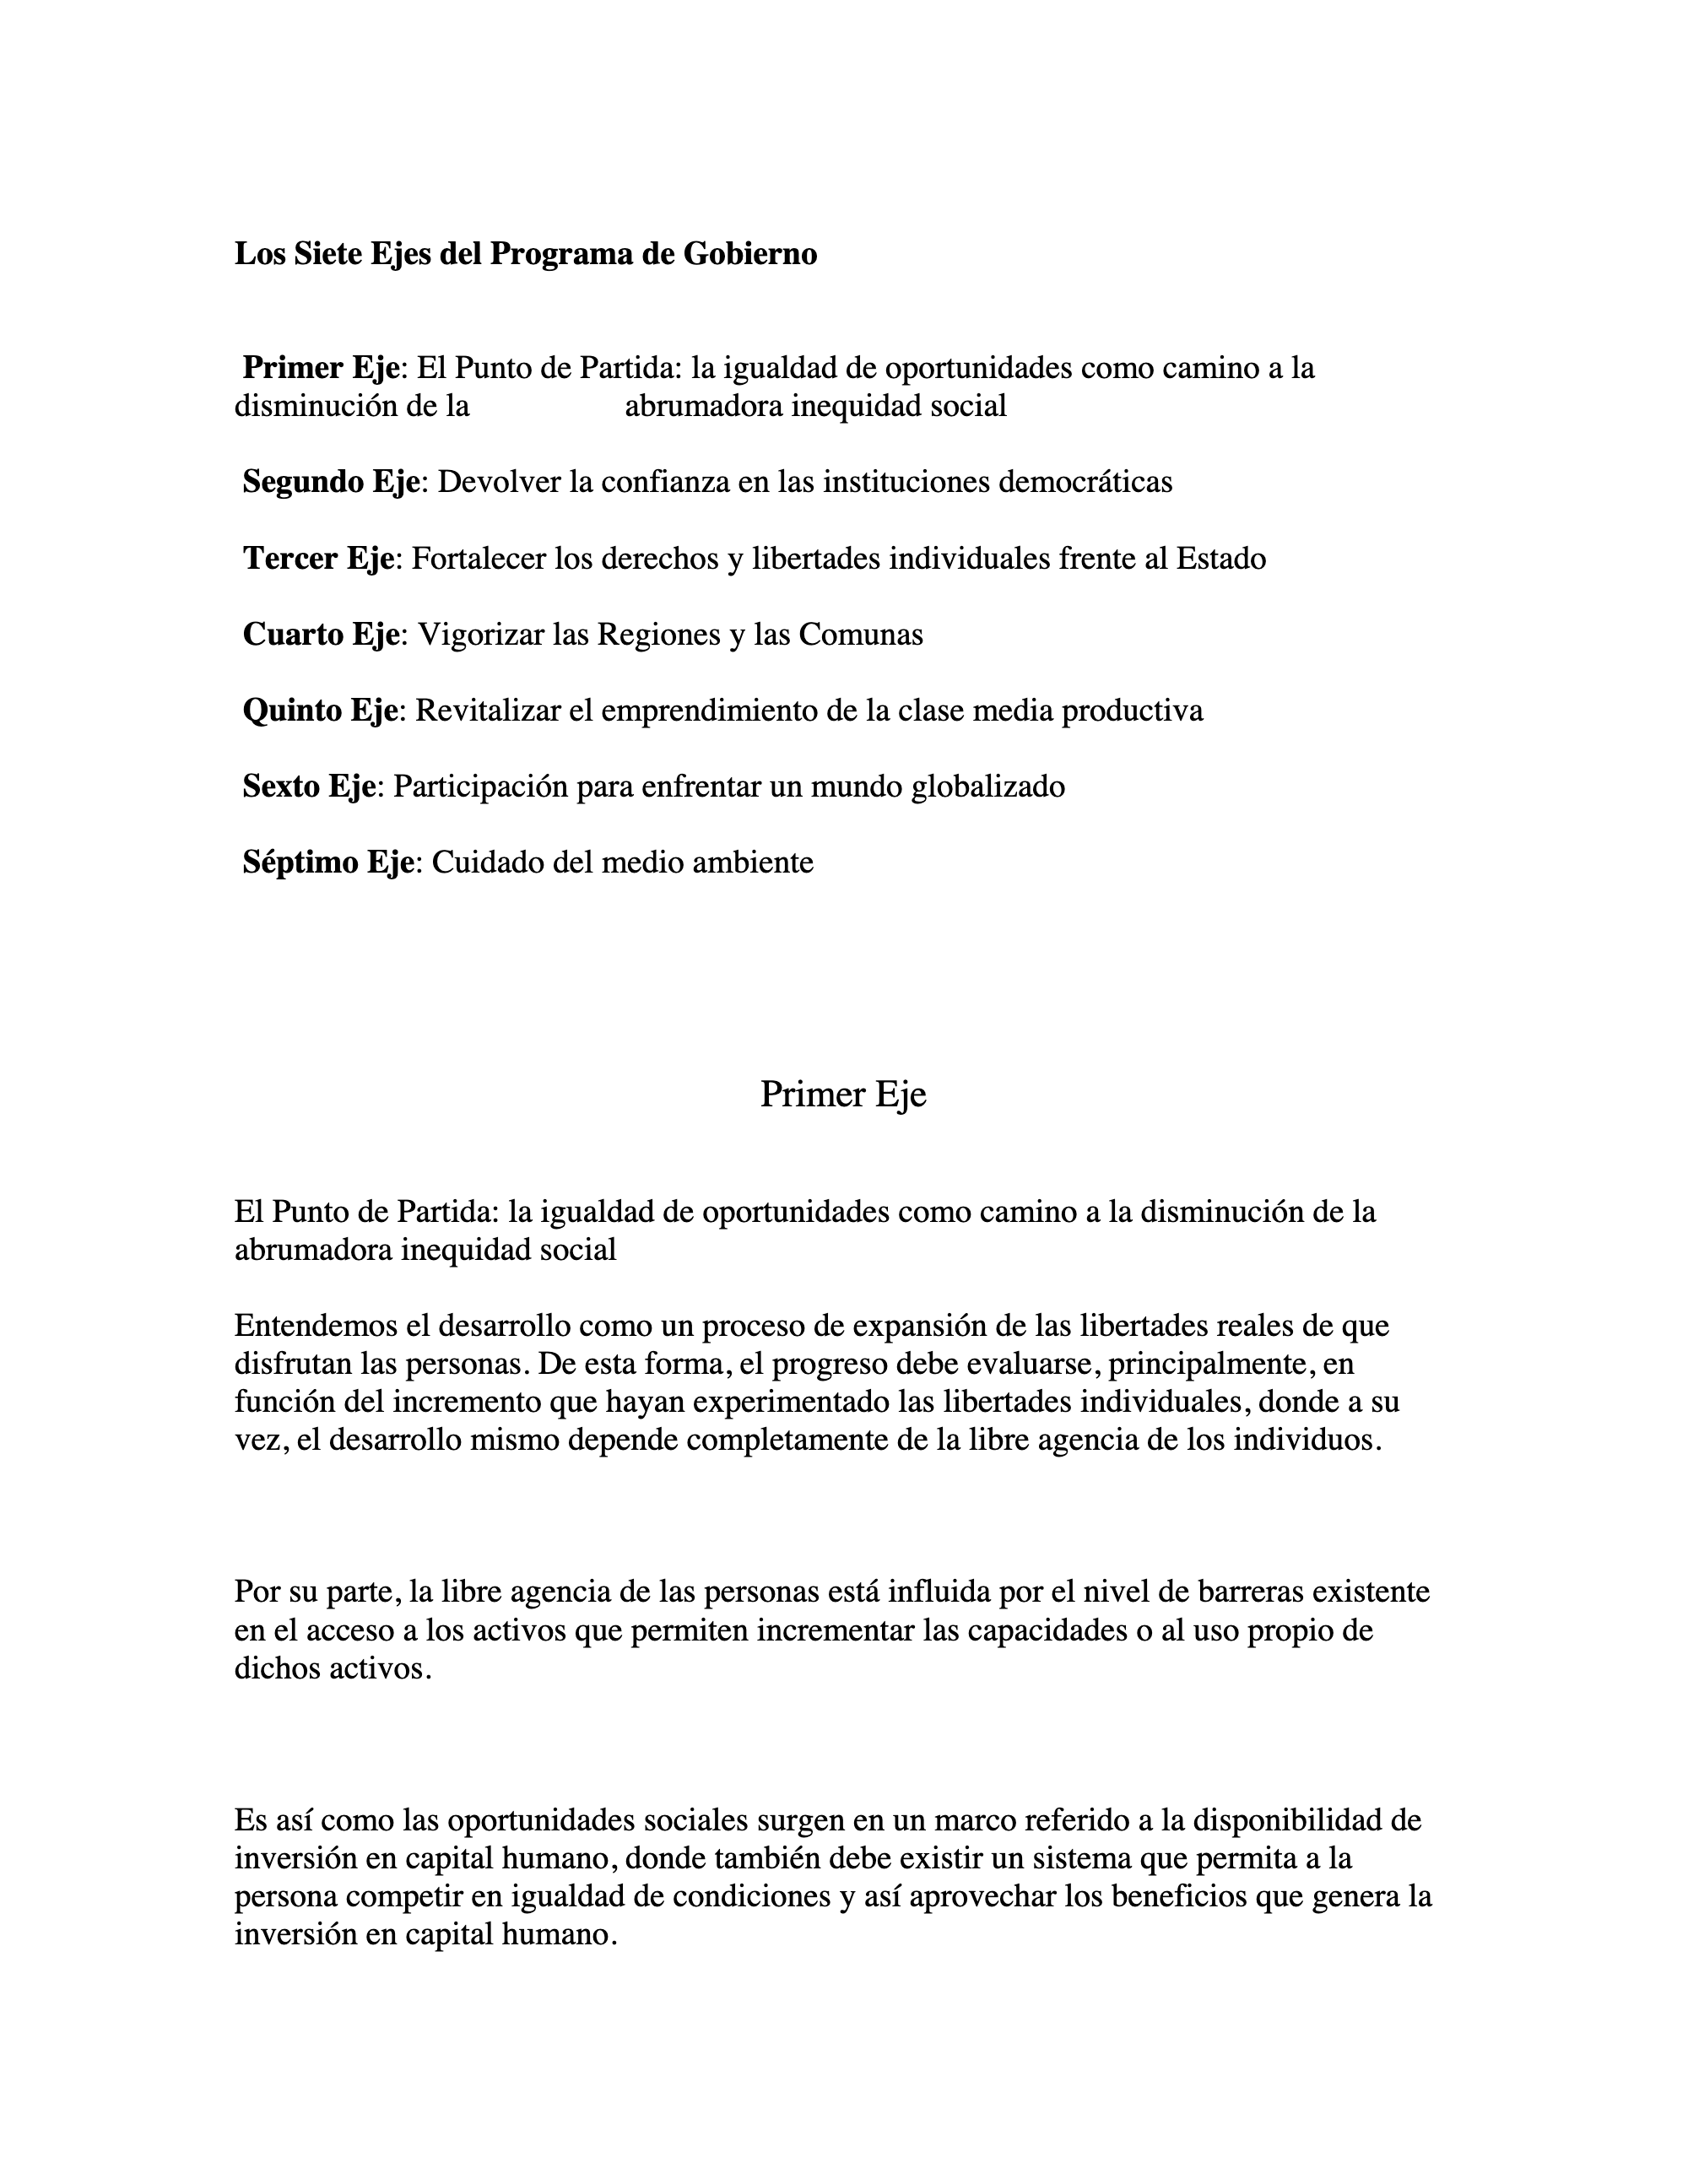 Los Siete Ejes del Programa de Gobierno
Primer Eje: El Punto de Partida: la igualdad de oportunidades como camino a la
disminución de la abrumadora inequidad social
Segundo Eje: Devolver la confianza en las instituciones democráticas
Tercer Eje: Fortalecer los derechos y libertades individuales frente al Estado
Cuarto Eje: Vigorizar las Regiones y las Comunas
Quinto Eje: Revitalizar el emprendimiento de la clase media productiva
Sexto Eje: Participación para enfrentar un mundo globalizado
Séptimo Eje: Cuidado del medio ambiente
Primer Eje
El Punto de Partida: la igualdad de oportunidades como camino a la disminución de la
abrumadora inequidad social
Entendemos el desarrollo como un proceso de expansión de las libertades reales de que
disfrutan las personas. De esta forma, el progreso debe evaluarse, principalmente, en
función del incremento que hayan experimentado las libertades individuales, donde a su
vez, el desarrollo mismo depende completamente de la libre agencia de los individuos.
Por su parte, la libre agencia de las personas está influida por el nivel de barreras existente
en el acceso a los activos que permiten incrementar las capacidades o al uso propio de
dichos activos.
Es así como las oportunidades sociales surgen en un marco referido a la disponibilidad de
inversión en capital humano, donde también debe existir un sistema que permita a la
persona competir en igualdad de condiciones y así aprovechar los beneficios que genera la
inversión en capital humano.